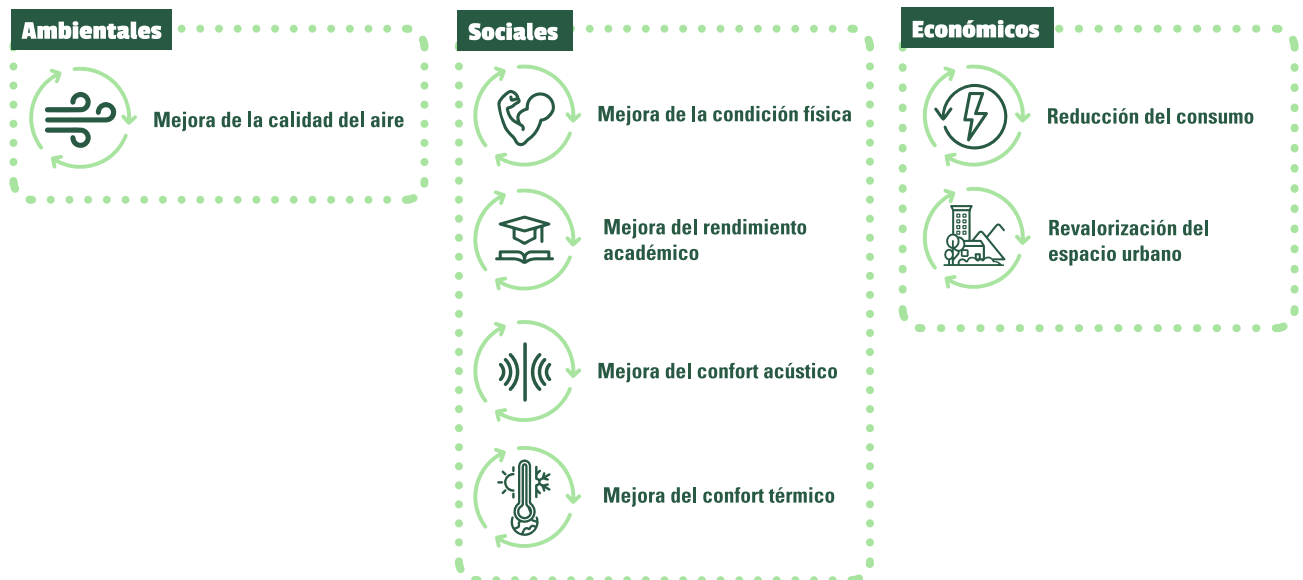 Ambientales
Mejora de la calidad del aire
Sociales
Mejora de la condición física
Mejora del rendimiento
académico
Mejora del confort acústico
Mejora del confort térmico
Económicos
Reducción del consumo
Revalorización del
espacio urbano